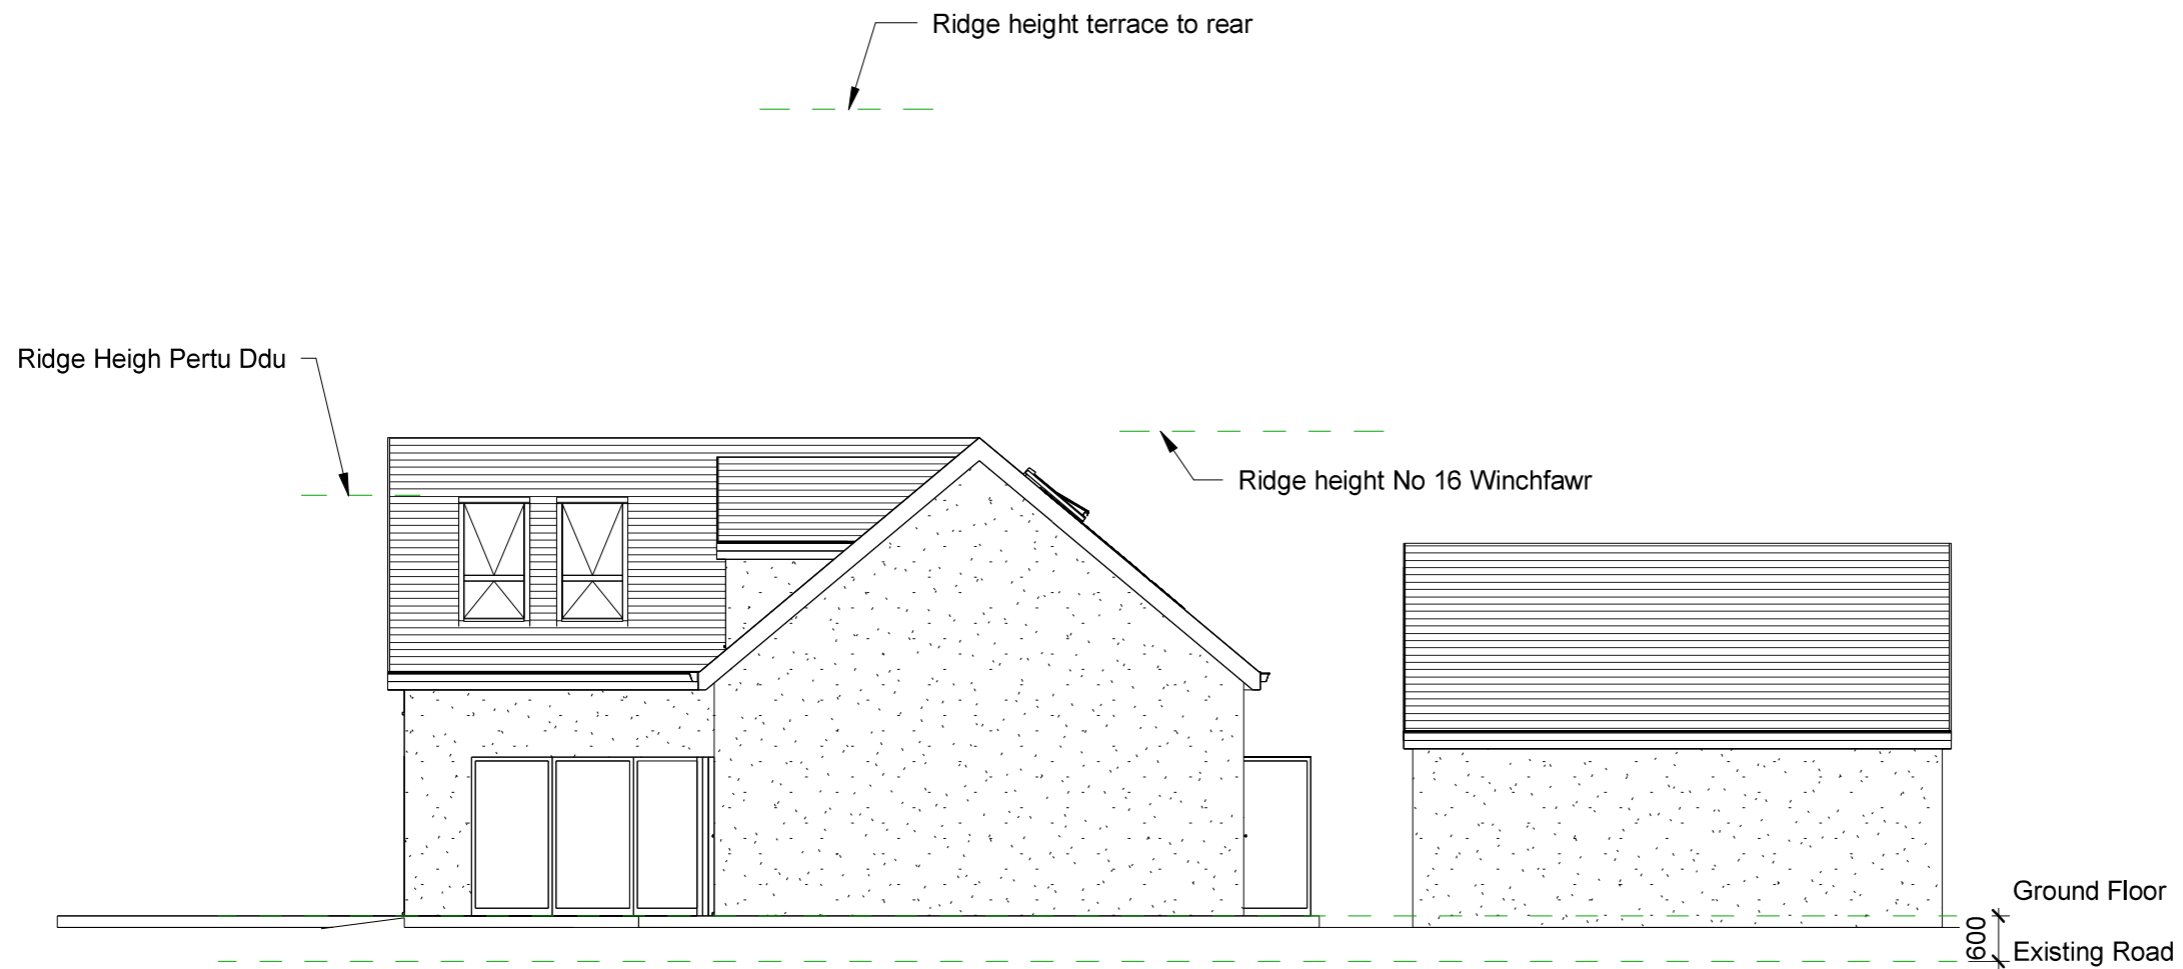 Ridge height terrace to rear
Ridge Heigh Pertu Ddu
Ridge height No 16 Winchfawr
Ground Floor
600
Existing Road